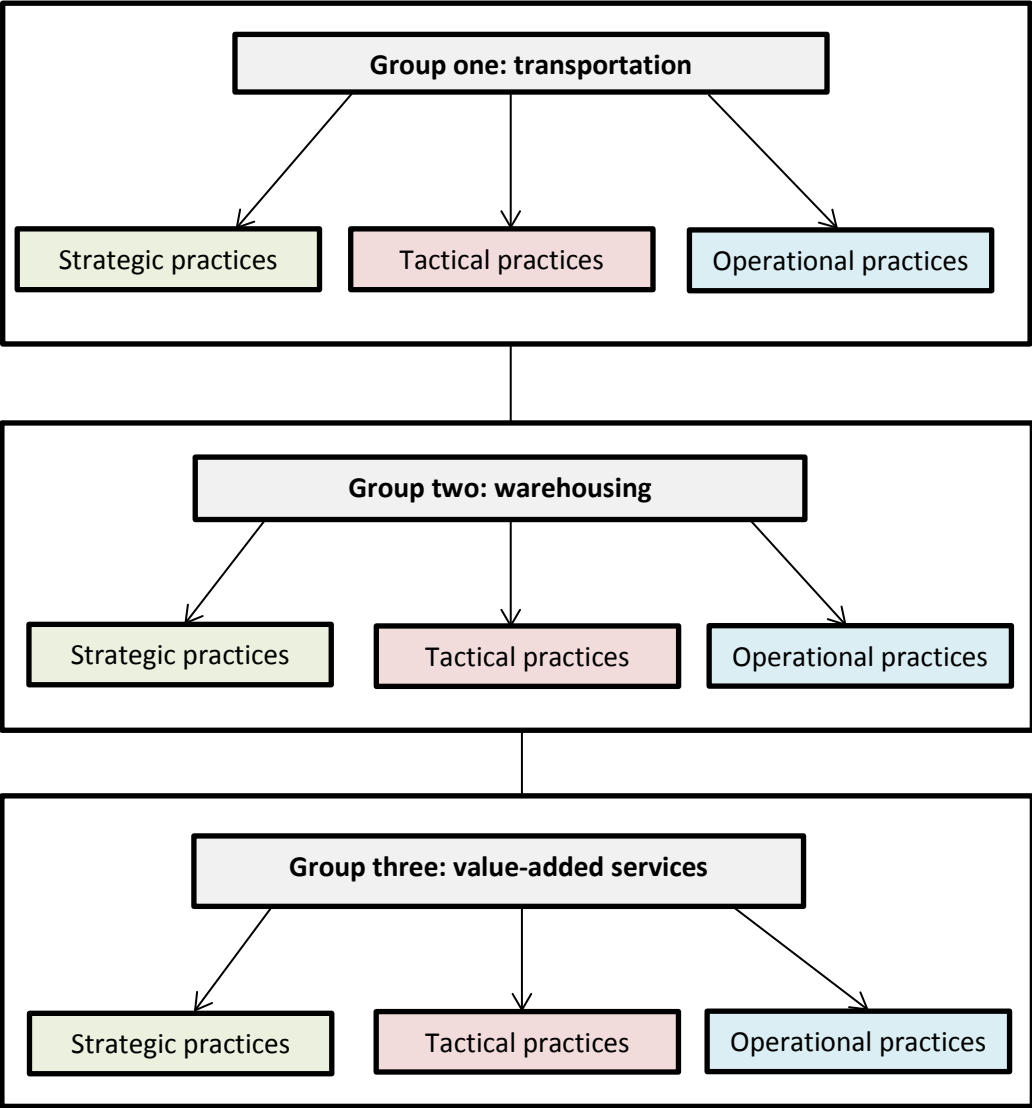 Group one: transportation
Strategic practices
Tactical practices
Operational practices
Group two: warehousing
Strategic practices
Tactical practices
Operational practices
Group three: value-added services
Strategic practices
Tactical practices
Operational practices